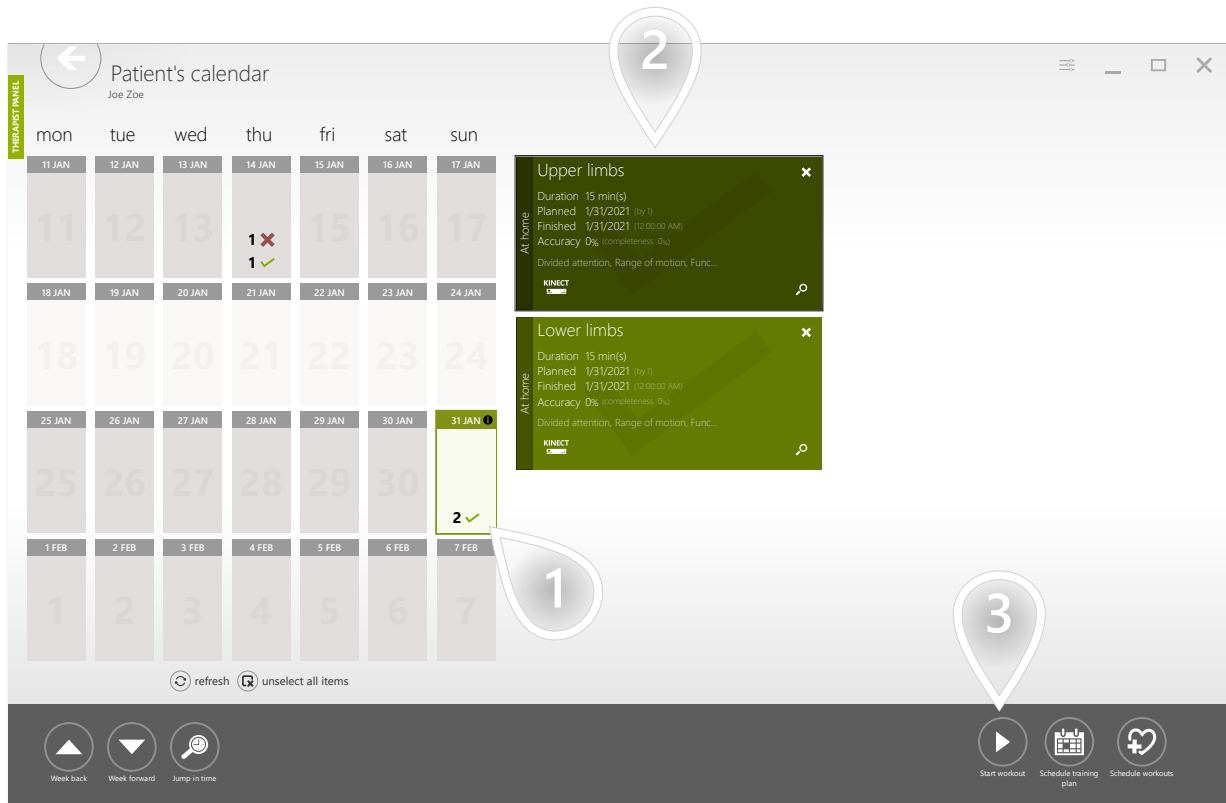 2
Patient's calendar
Joe Zoe
THERAPIST PANEL
mon tue wed thu fri sat sun
11 JAN 12 JAN 13 JAN 14 JAN 15 JAN 16 JAN 17 JAN
11 12 13 15 16 17
1
1
18 JAN 19 JAN 20 JAN 21 JAN 22 JAN 23 JAN 24 JAN
18 19 20 21 22 23 24
25 JAN 26 JAN 27 JAN 28 JAN 29 JAN 30 JAN 31 JAN
25 26 27 28 29 30
2
1 FEB 2 FEB 3 FEB 4 FEB 5 FEB 6 FEB 7 FEB
1 2 3 4 5 6 7
refresh unselect all items
At home
Upper limbs
Duration 15 min(s)
Planned 1/31/2021 (by 1)
Finished 1/31/2021 (12:00:00 AM)
Accuracy 0% (completeness 0%)
Divided attention, Range of motion, Func...
KINECT
At home
Lower limbs
Duration 15 min(s)
Planned 1/31/2021 (by 1)
Finished 1/31/2021 (12:00:00 AM)
Accuracy 0% (completeness 0%)
Divided attention, Range of motion, Func...
KINECT
1
3
Week back Week forward Jump in time
Start workout Schedule training Schedule workouts
plan